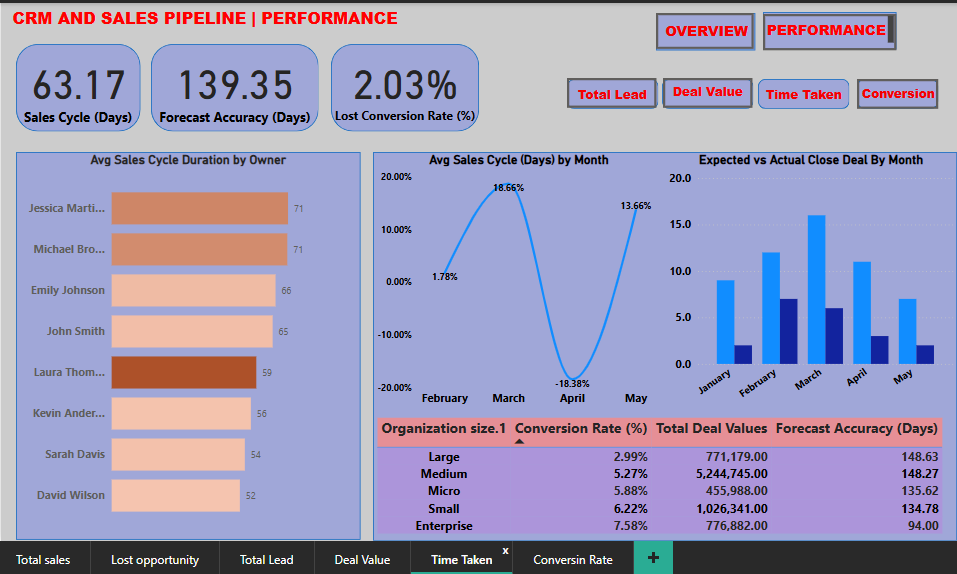 CRM AND SALES PIPELINE | PERFORMANCE
OVERVIEW
PERFORMANCE
63.17
Sales Cycle (Days)
139.35
Forecast Accuracy (Days)
2.03%
Lost Conversion Rate (%)
Total Lead
Deal Value
Time Taken
Conversion
Avg Sales Cycle Duration by Owner
Jessica Marti... 71
Michael Bro... 71
Emily Johnson 66
John Smith 65
Laura Thom... 59
Kevin Ander... 56
Sarah Davis 54
David Wilson 52
Avg Sales Cycle (Days) by Month
20.00%
10.00%
0.00%
-10.00%
-20.00%
1.78%
18.66%
-18.38%
13.66%
February March April May
Expected vs Actual Close Deal By Month
20.0
15.0
10.0
5.0
0.0
January February March April May
Organization size.1 Conversion Rate (%) Total Deal Values Forecast Accuracy (Days)
Large 2.99% 771,179.00 148.63
Medium 5.27% 5,244,745.00 148.27
Micro 5.88% 455,988.00 135.62
Small 6.22% 1,026,341.00 134.78
Enterprise 7.58% 776,882.00 94.00
Total sales Lost opportunity Total Lead Deal Value Time Taken x Conversin Rate +